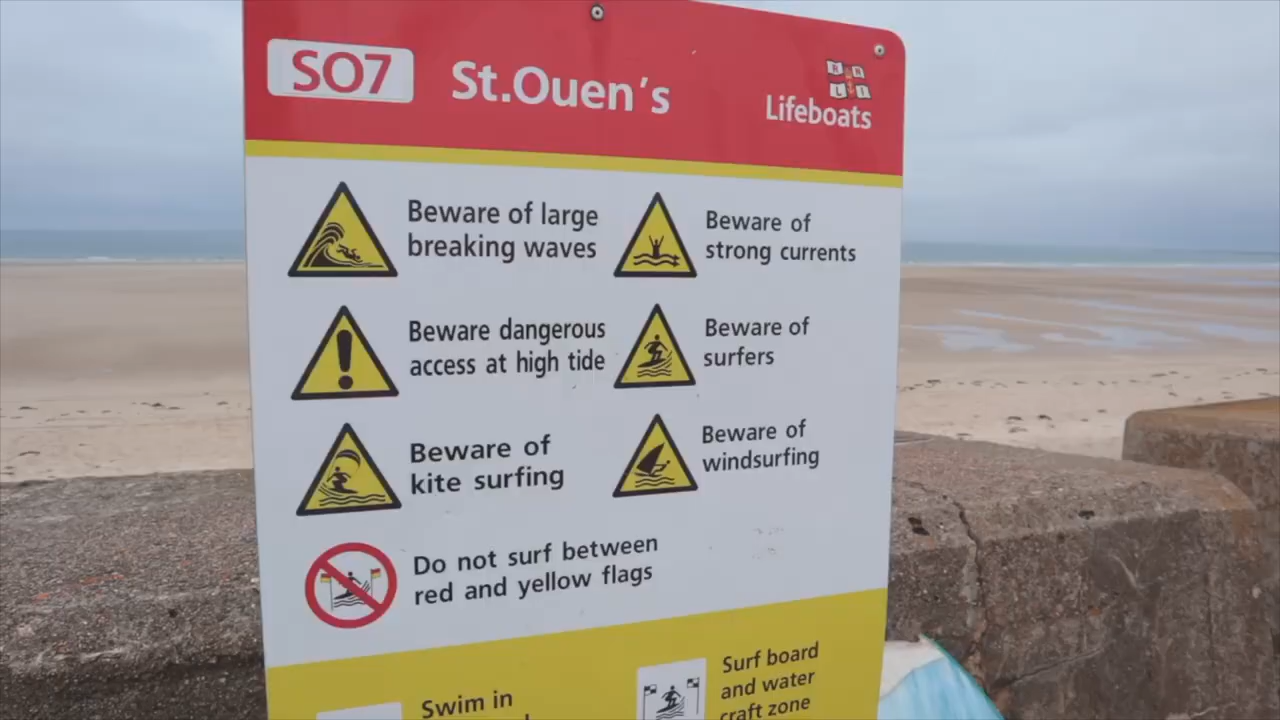 SO7
St.Ouen's
RNLI
Lifeboats
Beware of large
breaking waves
Beware of
strong currents
Beware dangerous
access at high tide
Beware of
surfers
Beware of
kite surfing
Beware of
windsurfing
Do not surf between
red and yellow flags
Swim in
Surf board
and water
craft zone